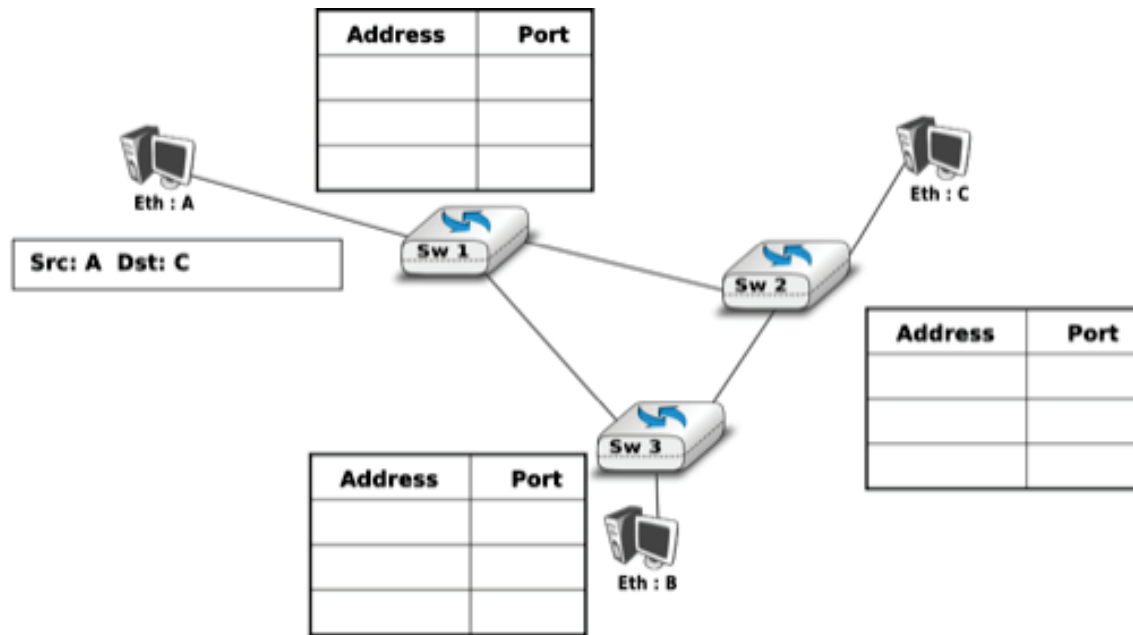 Address Port
Eth : A
Eth : C
Src: A Dst: C
Sw 1
Sw 2
Address Port
Sw 3
Address Port
Eth : B